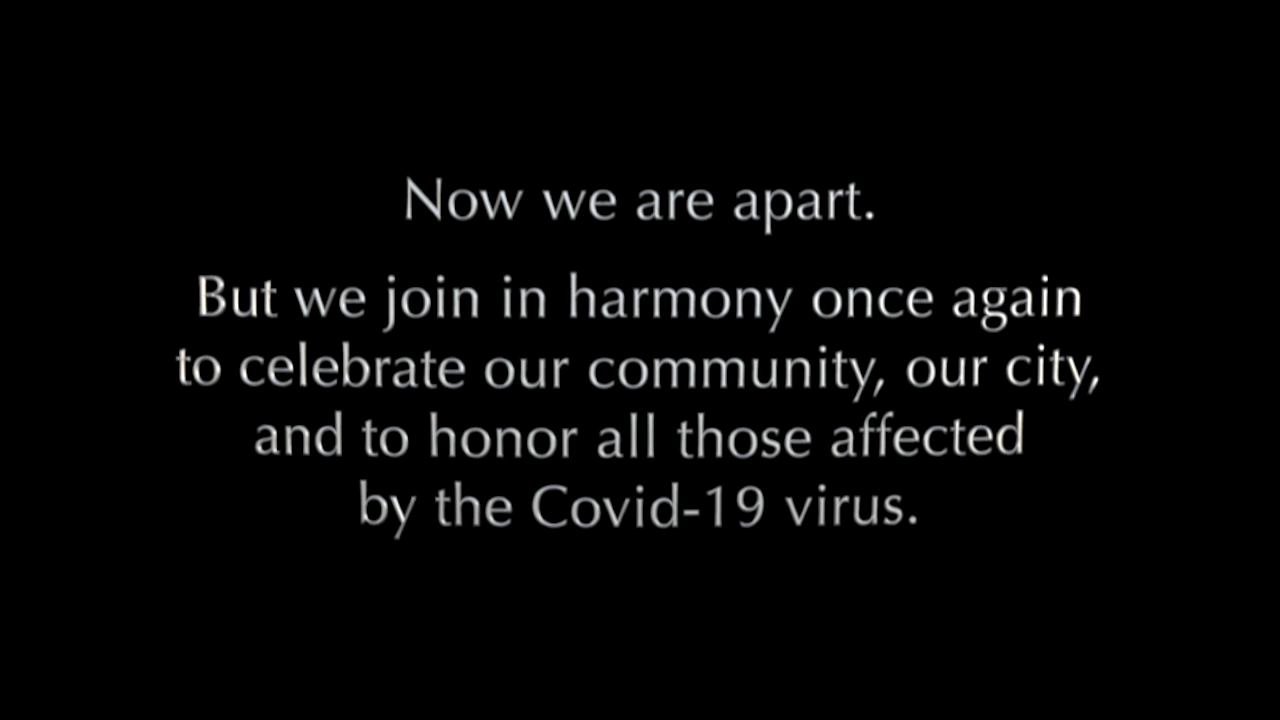 Now we are apart.
But we join in harmony once again
to celebrate our community, our city,
and to honor all those affected
by the Covid-19 virus.